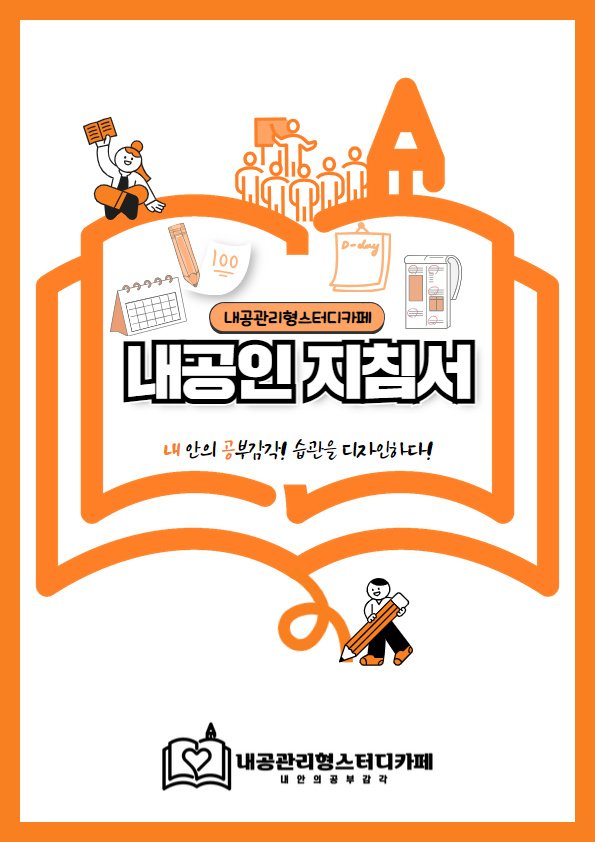 100
D-day
내공관리형스터디카페
내공인 지침서
내 안의 공부감각! 습관을 디자인하다!
내공관리형스터디카페
내안의공부감각